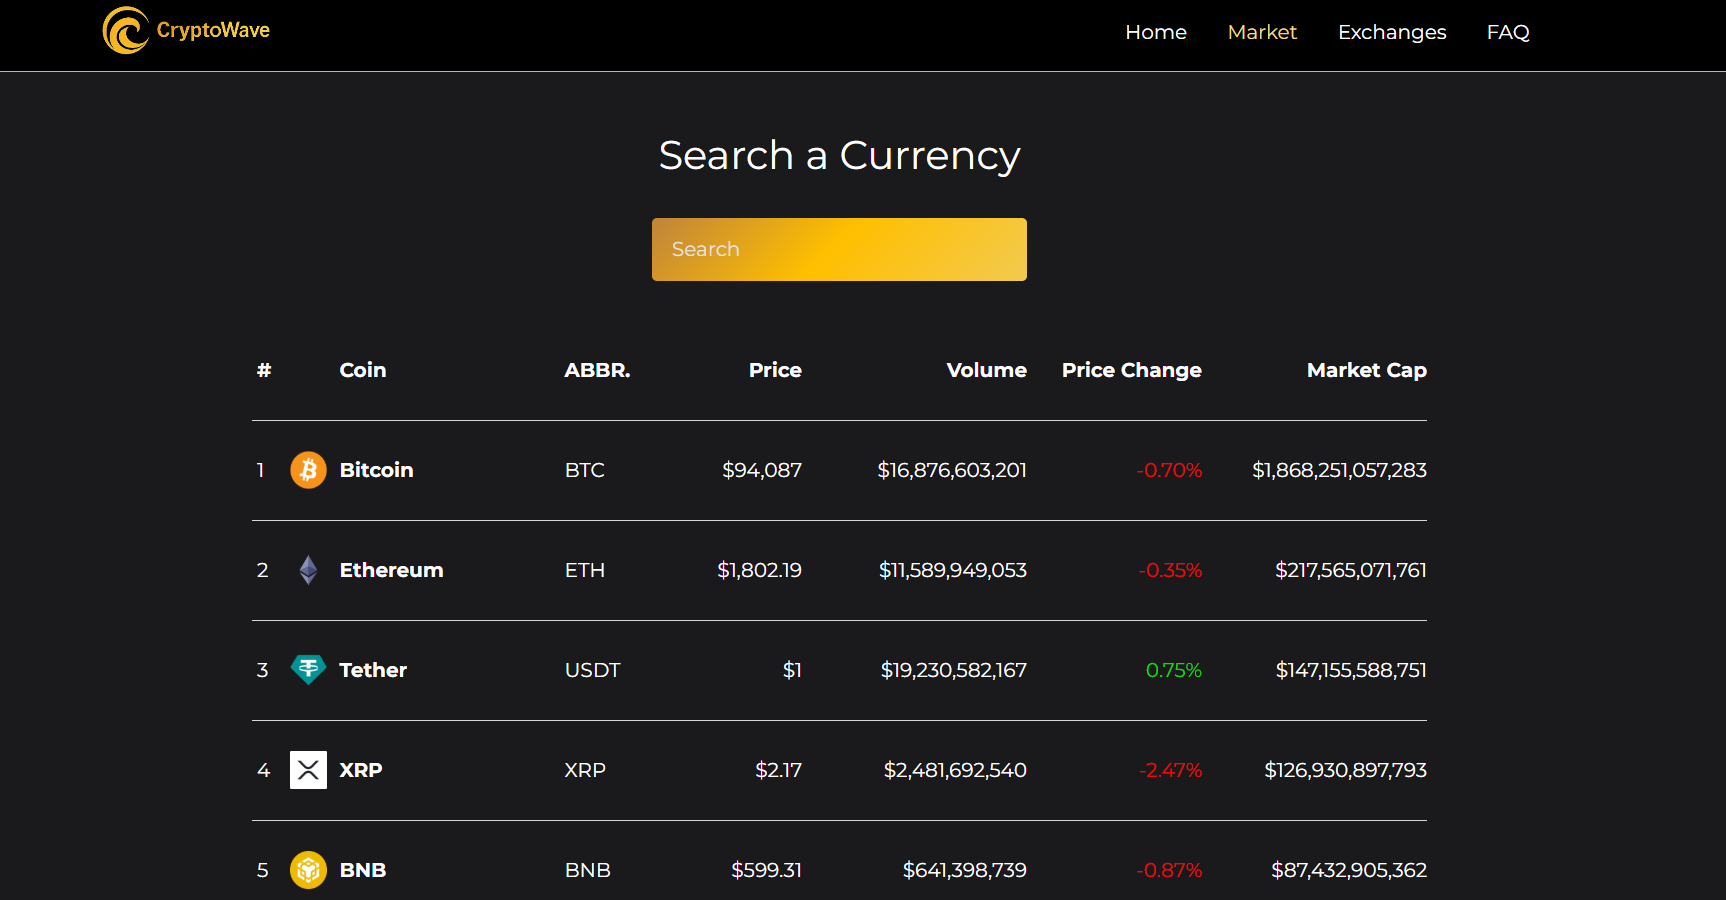 CryptoWave Home Market Exchanges FAQ
Search a Currency
Search
# Coin ABBR. Price Volume Price Change Market Cap
1 Bitcoin BTC $94,087 $16,876,603,201 -0.70% $1,868,251,057,283
2 Ethereum ETH $1,802.19 $11,589,949,053 -0.35% $217,565,071,761
3 Tether USDT $1 $19,230,582,167 0.75% $147,155,588,751
4 XRP XRP $2.17 $2,481,692,540 -2.47% $126,930,897,793
5 BNB BNB $599.31 $641,398,739 -0.87% $87,432,905,362